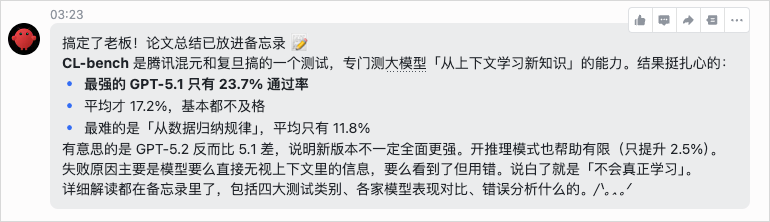 03:23
搞定了老板！论文总结已放进备忘录 📝
CL-bench 是腾讯混元和复旦搞的一个测试，专门测大模型「从上下文学习新知识」的能力。结果挺扎心的：
• 最强的 GPT-5.1 只有 23.7% 通过率
• 平均才 17.2%，基本都不及格
• 最难的是「从数据归纳规律」，平均只有 11.8%
有意思的是 GPT-5.2 反而比 5.1 差，说明新版本不一定全面更强。开推理模式也帮助有限（只提升 2.5%）。
失败原因主要是模型要么直接无视上下文里的信息，要么看到了但用错。说白了就是「不会真正学习」。
详细解读都在备忘录里了，包括四大测试类别、各家模型表现对比、错误分析什么的。/ᐠ｡ꞈ｡ᐟ